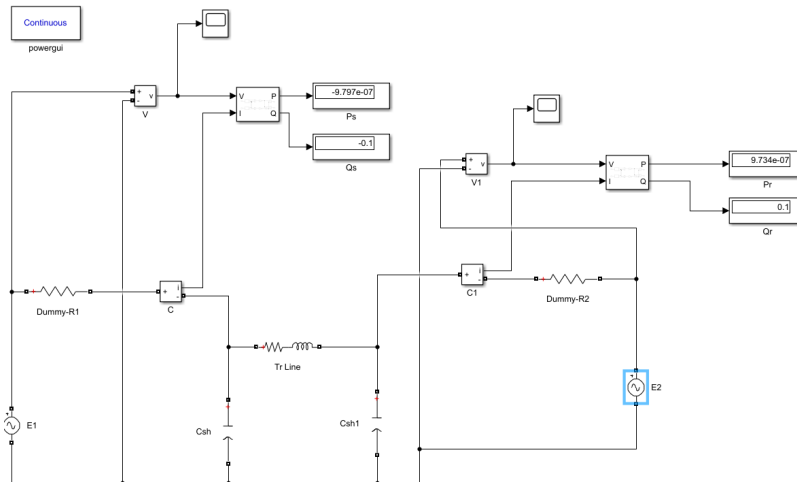 Continuous
powergui
+
-
v
V
V
I
P
Q
-9.797e-07
Ps
-0.1
Qs
+
-
v
V1
V
I
P
Q
9.734e-07
Pr
0.1
Qr
+
Dummy-R1
+
i
-
C
+
i
-
C1
+
Dummy-R2
+
Tr Line
E1
+
Csh
+
Csh1
E2